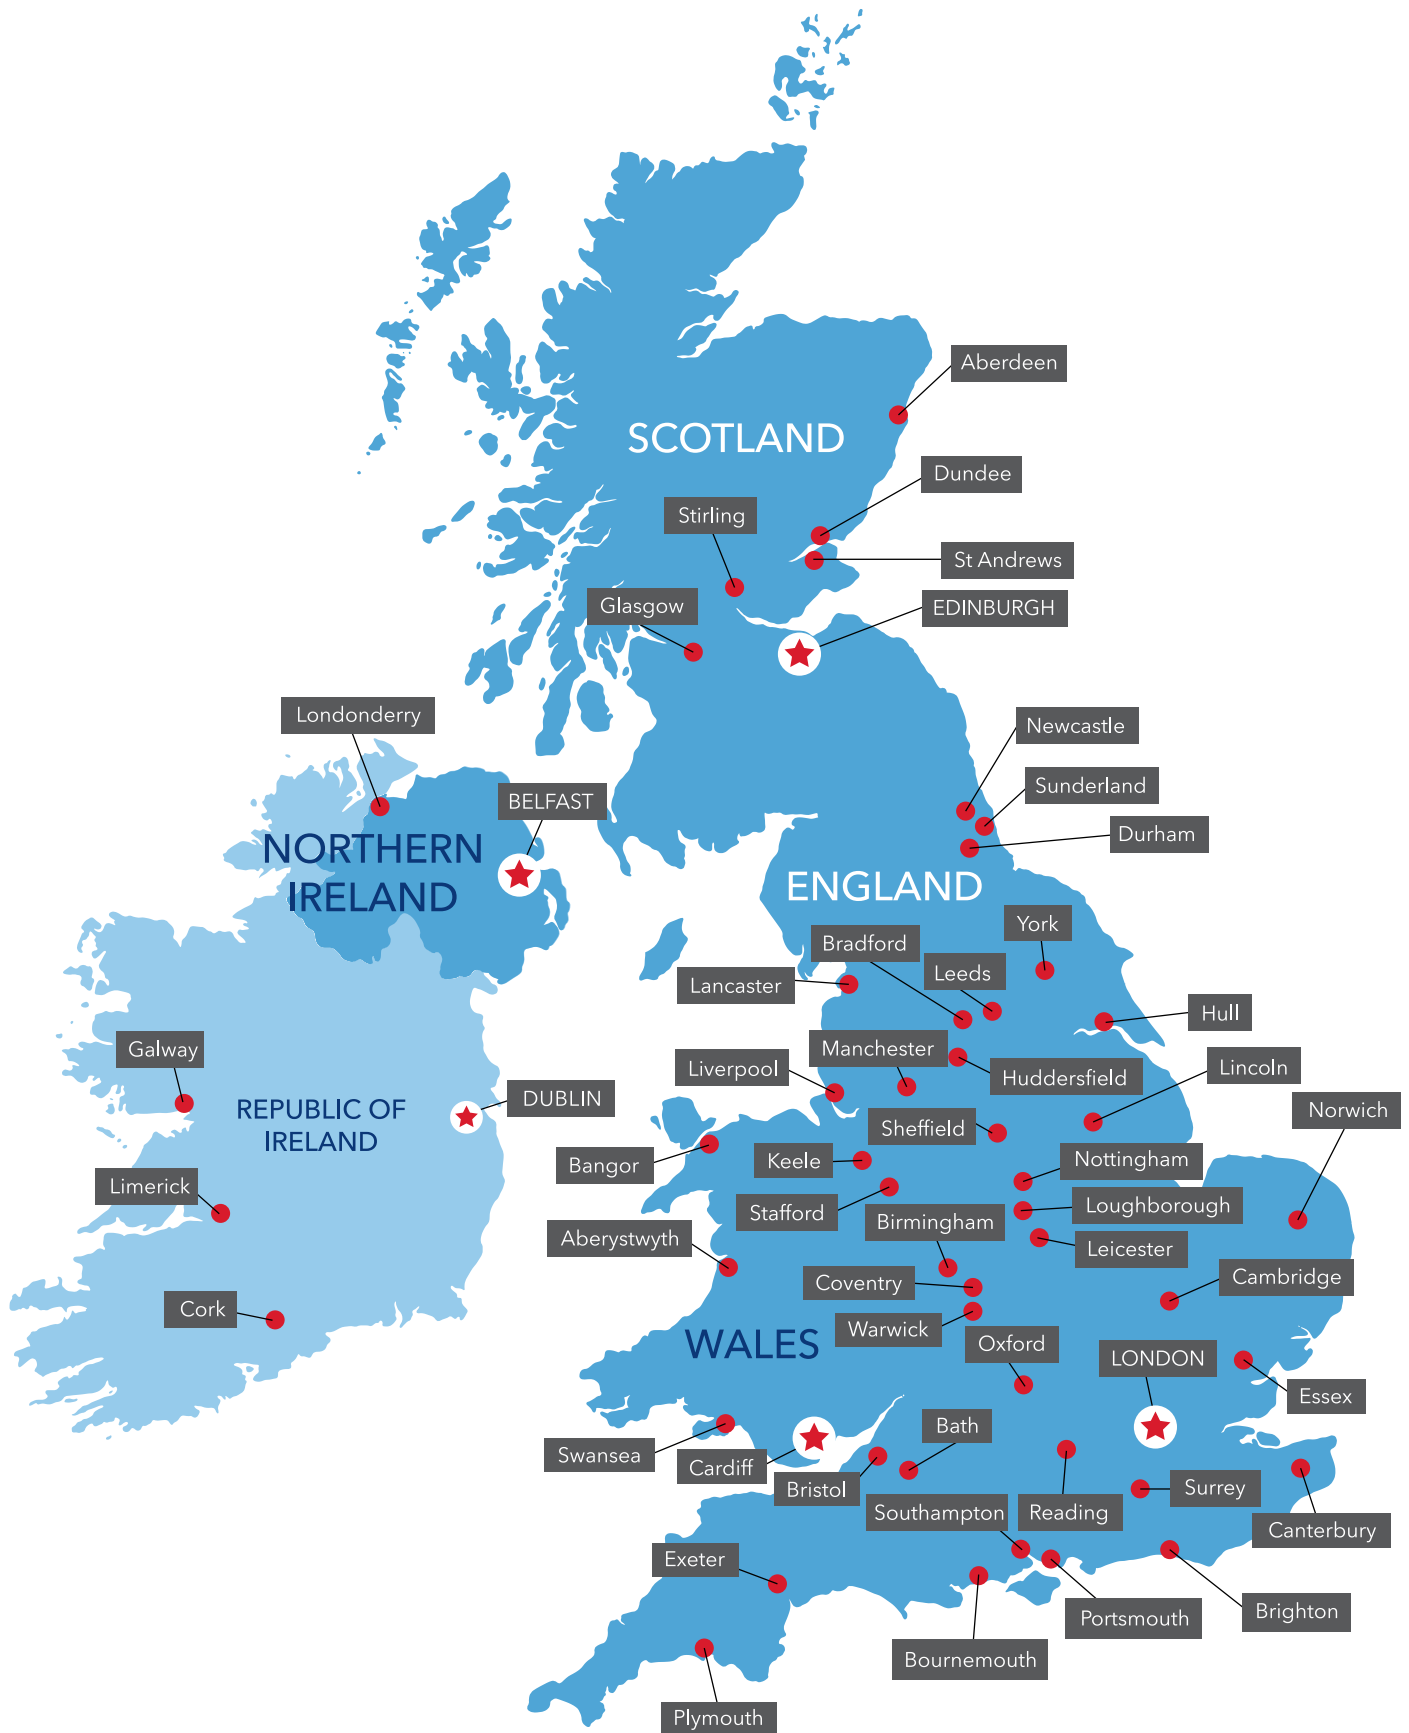 Aberdeen
SCOTLAND
Dundee
Stirling
St Andrews
EDINBURGH
Glasgow
Londonderry
Newcastle
Sunderland
BELFAST
Durham
NORTHERN
IRELAND
ENGLAND
York
Bradford
Leeds
Lancaster
Hull
Galway
Manchester
Liverpool
Huddersfield
Lincoln
DUBLIN
REPUBLIC OF
IRELAND
Norwich
Sheffield
Bangor
Keele
Nottingham
Limerick
Stafford
Loughborough
Birmingham
Aberystwyth
Leicester
Coventry
Cambridge
Cork
Warwick
WALES
Oxford
LONDON
Essex
Bath
Swansea
Cardiff
Bristol
Surrey
Southampton
Reading
Canterbury
Exeter
Portsmouth
Brighton
Bournemouth
Plymouth